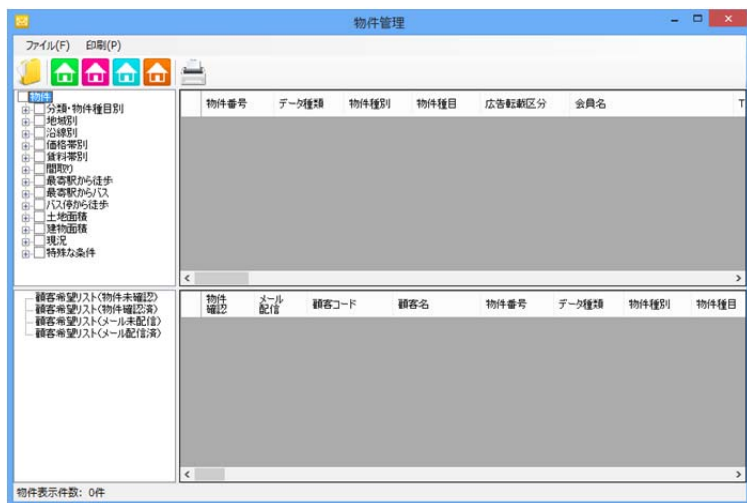 物件管理
ファイル(F) 印刷(P)
物件
分類・物件種目別
地域別
沿線別
価格帯別
賃料帯別
間取り
最寄駅から徒歩
最寄駅からバス
バス停から徒歩
土地面積
建物面積
現況
特殊な条件
物件番号 データ種類 物件種別 物件種目 広告転載区分 会員名 T
顧客希望リスト(物件未確認)
顧客希望リスト(物件確認済)
顧客希望リスト(メール未配信)
顧客希望リスト(メール配信済)
物件確認 メール配信 顧客コード 顧客名 物件番号 データ種類 物件種別 物件種目
物件表示件数: 0件